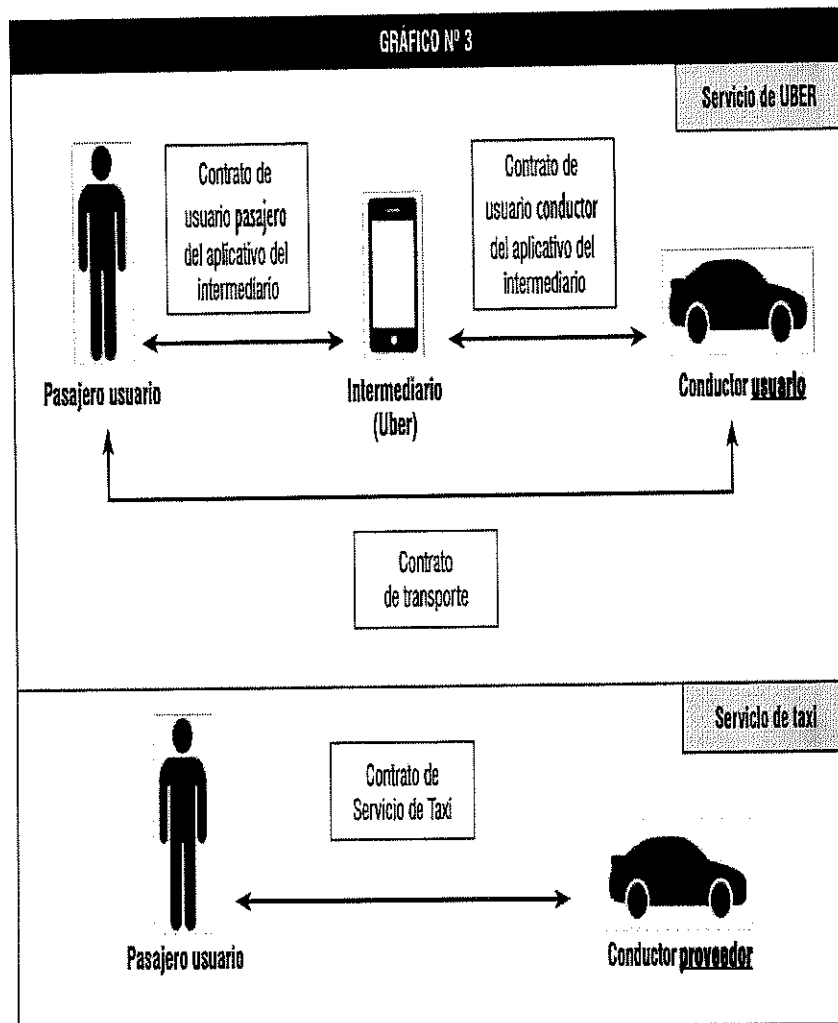 GRÁFICO Nº 3
Servicio de UBER
Contrato de
usuario pasajero
del aplicativo del
intermediario
Contrato de
usuario conductor
del aplicativo del
intermediario
Pasajero usuario
Intermediario
(Uber)
Conductor usuario
Contrato
de transporte
Servicio de taxi
Contrato de
Servicio de Taxi
Pasajero usuario
Conductor proveedor